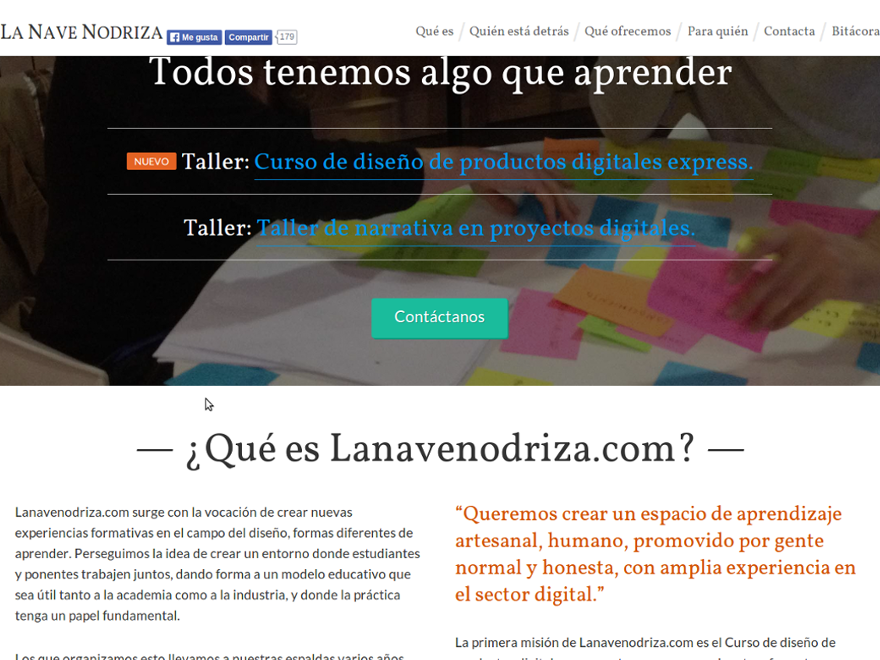 LA NAVE NODRIZA Me gusta Compartir 179
Qué es / Quién está detrás / Qué ofrecemos / Para quién / Contacta / Bitácora
Todos tenemos algo que aprender
NUEVO Taller: Curso de diseño de productos digitales express.
Taller: Taller de narrativa en proyectos digitales.
Contáctanos
— ¿Qué es Lanavenodriza.com? —
Lanavenodriza.com surge con la vocación de crear nuevas
experiencias formativas en el campo del diseño, formas diferentes de
aprender. Perseguimos la idea de crear un entorno donde estudiantes
y ponentes trabajen juntos, dando forma a un modelo educativo que
sea útil tanto a la academia como a la industria, y donde la práctica
tenga un papel fundamental.
Los que organizamos esto llevamos a nuestras espaldas varios años
“Queremos crear un espacio de aprendizaje
artesanal, humano, promovido por gente
normal y honesta, con amplia experiencia en
el sector digital.”
La primera misión de Lanavenodriza.com es el Curso de diseño de